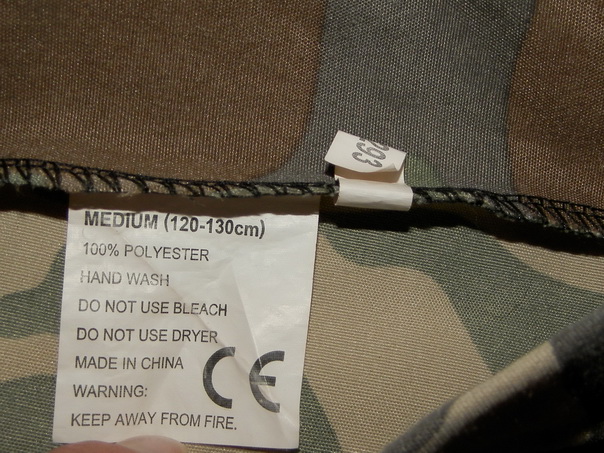 MEDIUM (120-130cm)
100% POLYESTER
HAND WASH
DO NOT USE BLEACH
DO NOT USE DRYER
MADE IN CHINA
WARNING:
KEEP AWAY FROM FIRE.
CE